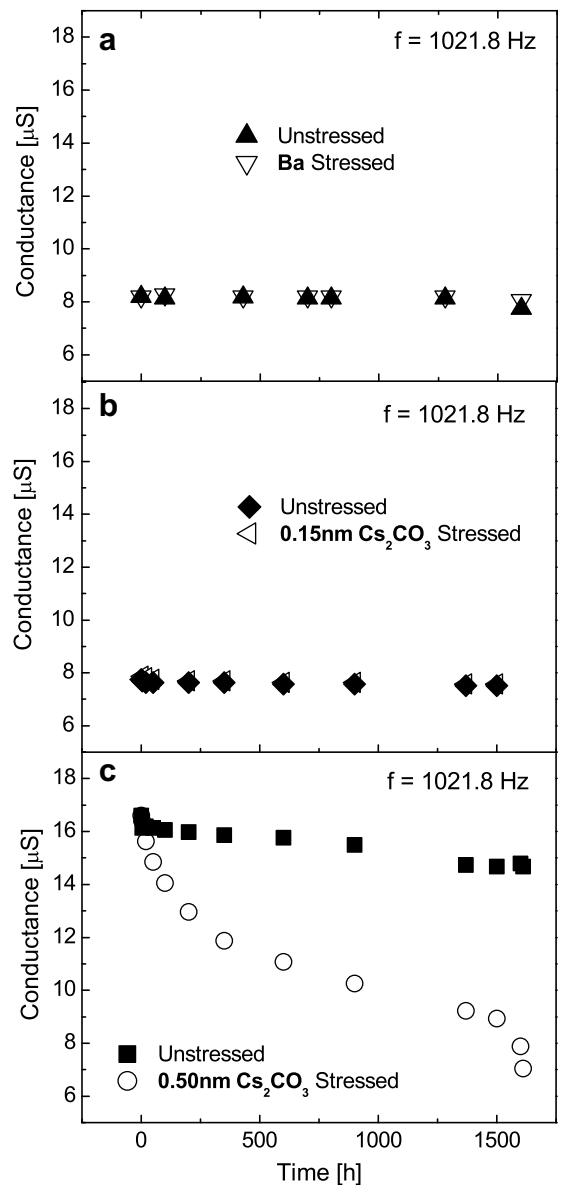 a
f = 1021.8 Hz
18
16
14
12
10
8
6
Conductance [μS]
Unstressed
Ba Stressed
b
f = 1021.8 Hz
18
16
14
12
10
8
6
Conductance [μS]
Unstressed
0.15nm Cs₂CO₃ Stressed
c
f = 1021.8 Hz
18
16
14
12
10
8
6
Conductance [μS]
Unstressed
0.50nm Cs₂CO₃ Stressed
0 500 1000 1500
Time [h]